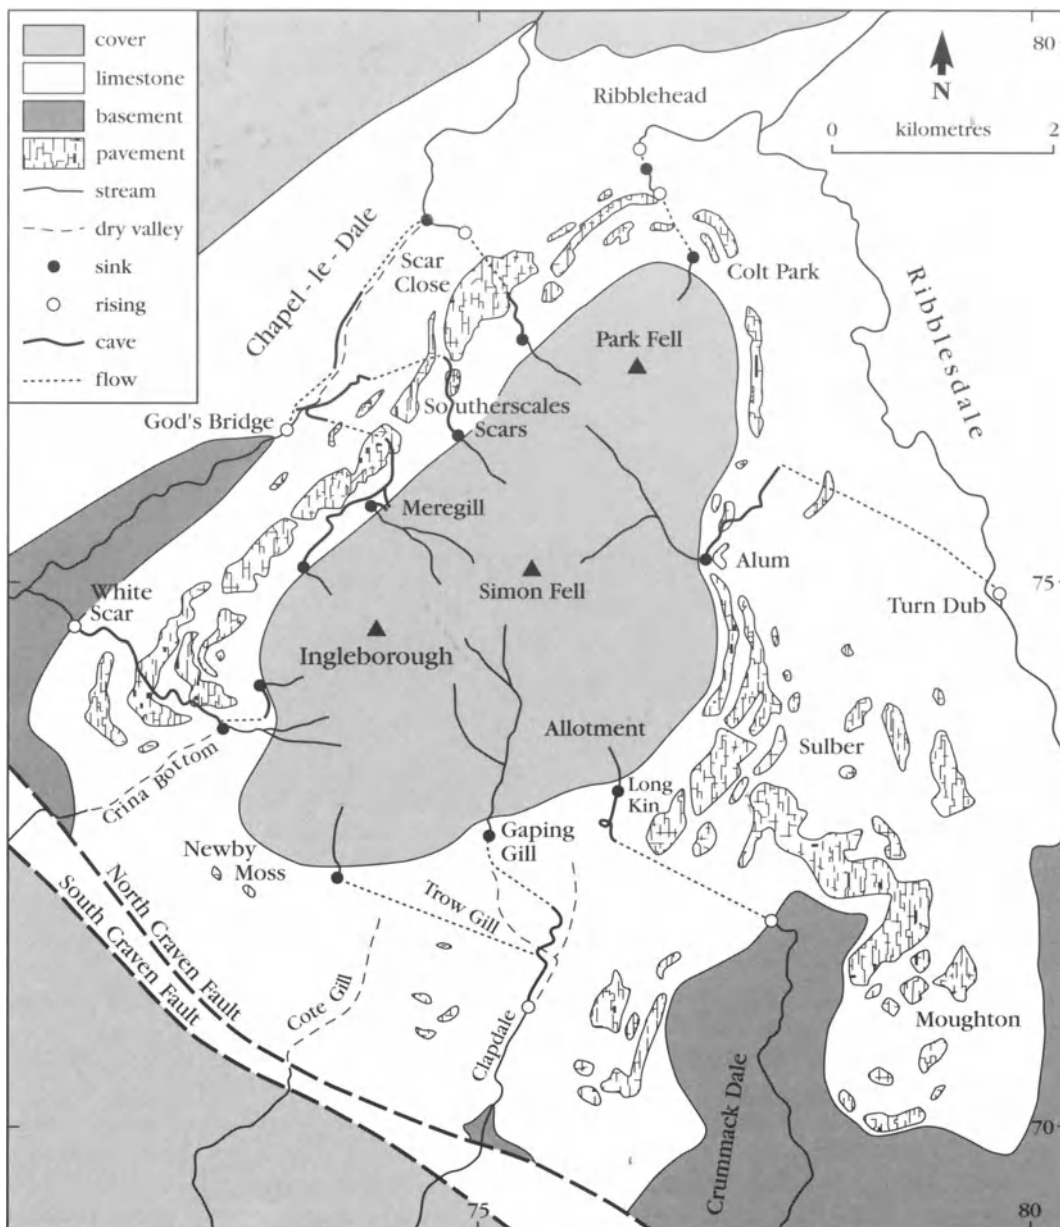 cover
limestone
basement
pavement
stream
dry valley
sink
rising
cave
flow
80
N
0 kilometres 2
Ribblehead
Chapel-le-Dale
Scar
Close
Colt Park
Ribblesdale
Park Fell
God's Bridge
Southerscales
Scars
Meregill
Alum
75
White
Scar
Simon Fell
Turn Dub
Ingleborough
Allotment
Sulber
Crina Bottom
Long
Kin
Newby
Moss
Gaping
Gill
Trow Gill
North Craven Fault
South Craven Fault
Cote Gill
Clapdale
Moughton
Crummack Dale
70
75
80